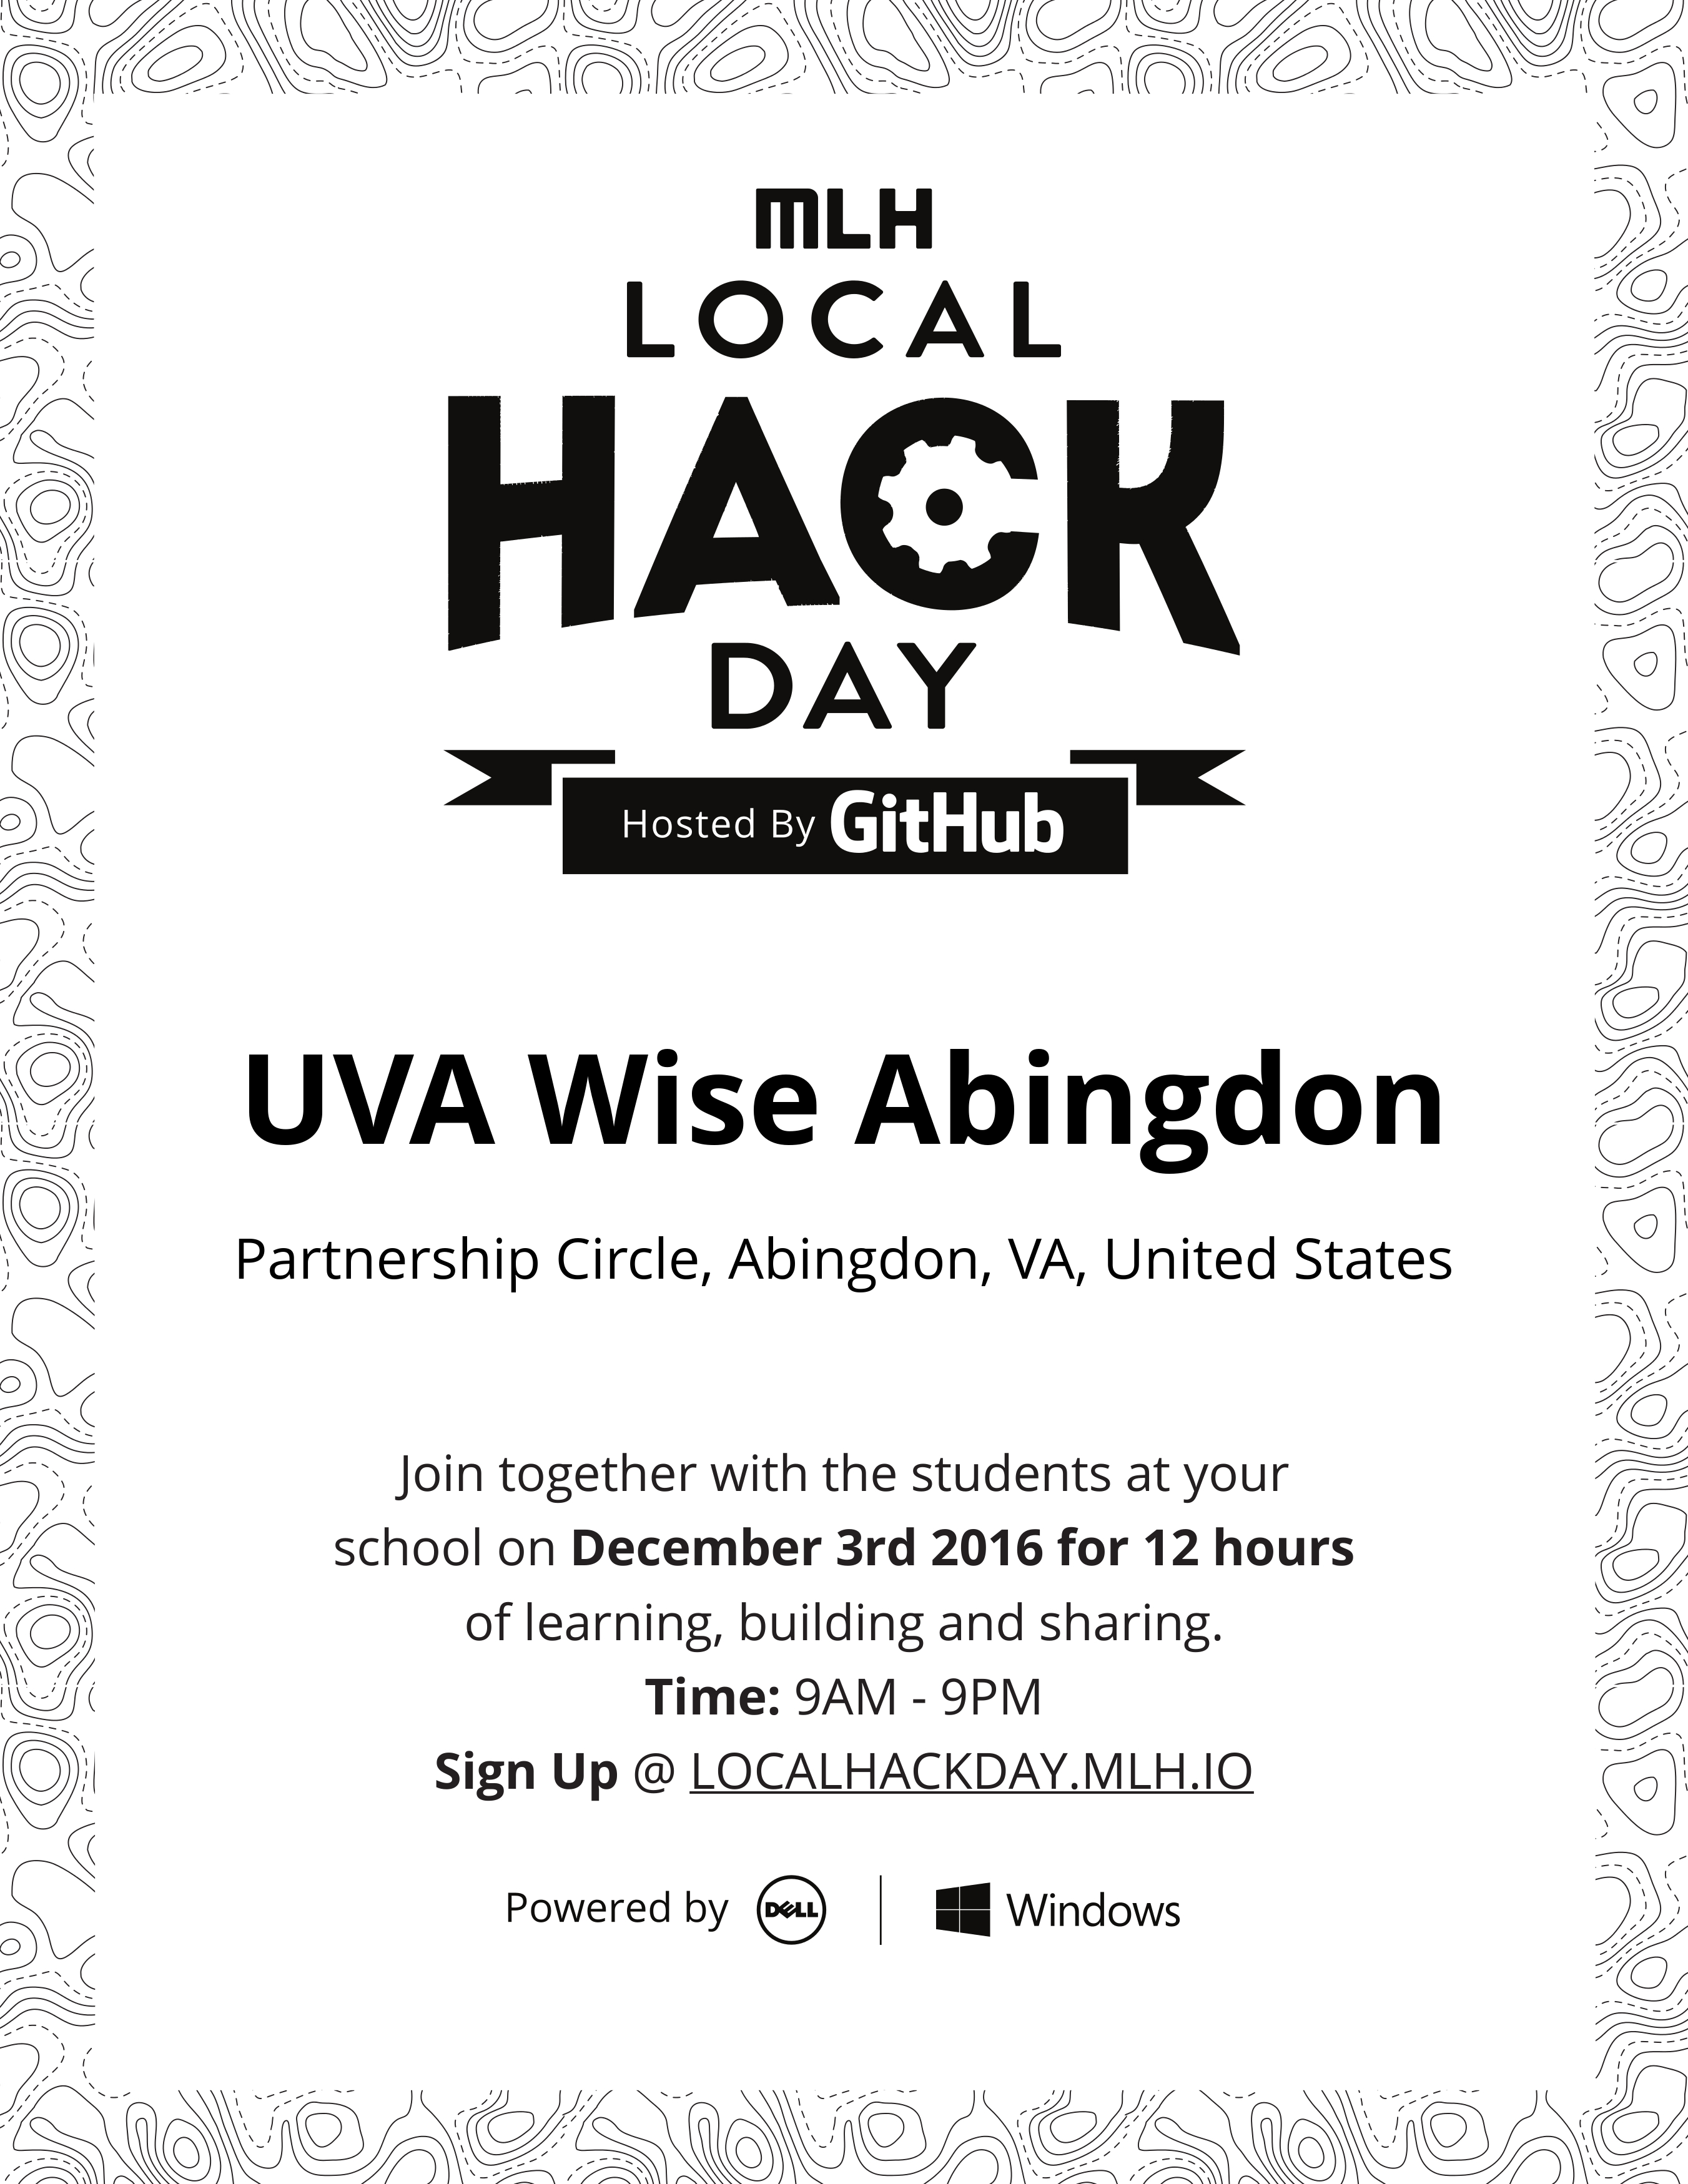 MLH
LOCAL
HACK
DAY
Hosted By GitHub
UVA Wise Abingdon
Partnership Circle, Abingdon, VA, United States
Join together with the students at your
school on December 3rd 2016 for 12 hours
of learning, building and sharing.
Time: 9AM - 9PM
Sign Up @ LOCALHACKDAY.MLH.IO
Powered by DELL | Windows